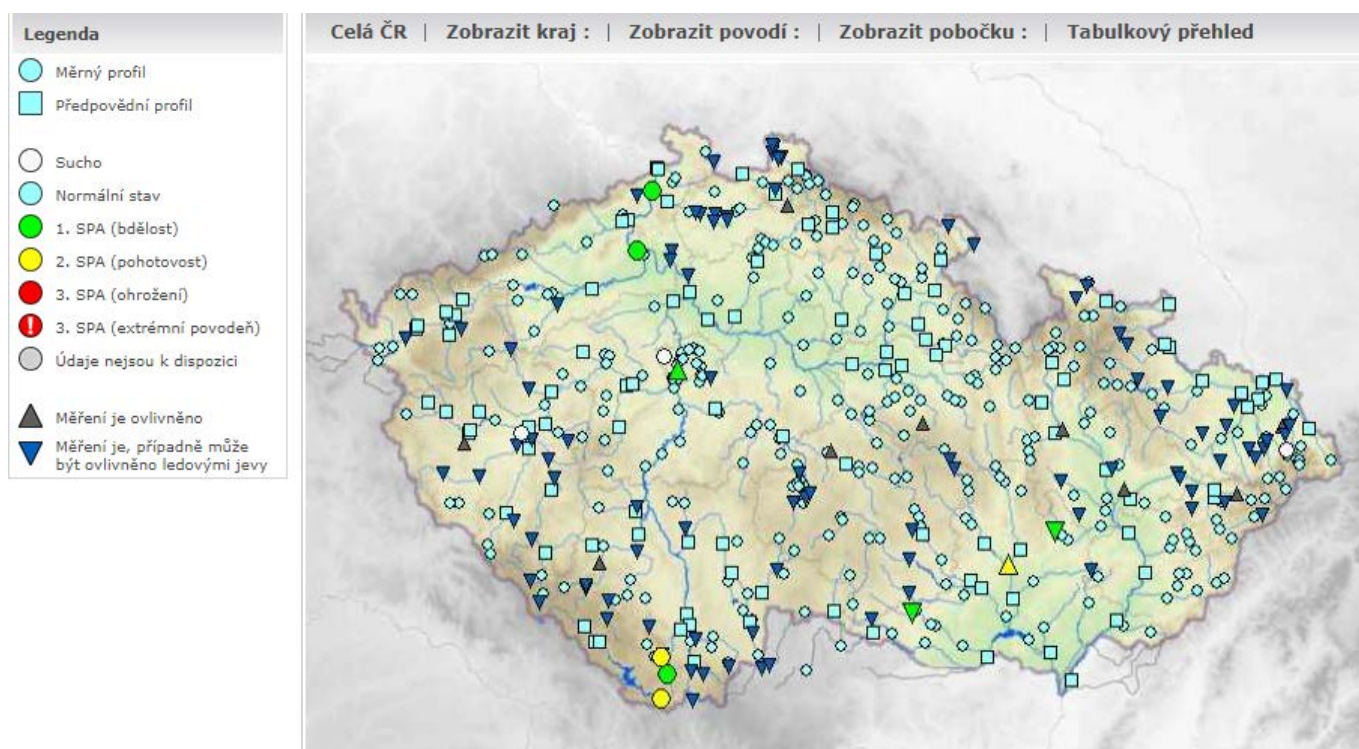 Legenda
Měrný profil
Předpovědní profil
Sucho
Normální stav
1. SPA (bdělost)
2. SPA (pohotovost)
3. SPA (ohrožení)
3. SPA (extrémní povodeň)
Údaje nejsou k dispozici
Měření je ovlivněno
Měření je, případně může
být ovlivněno ledovými jevy
Celá ČR | Zobrazit kraj : | Zobrazit povodí : | Zobrazit pobočku : | Tabulkový přehled